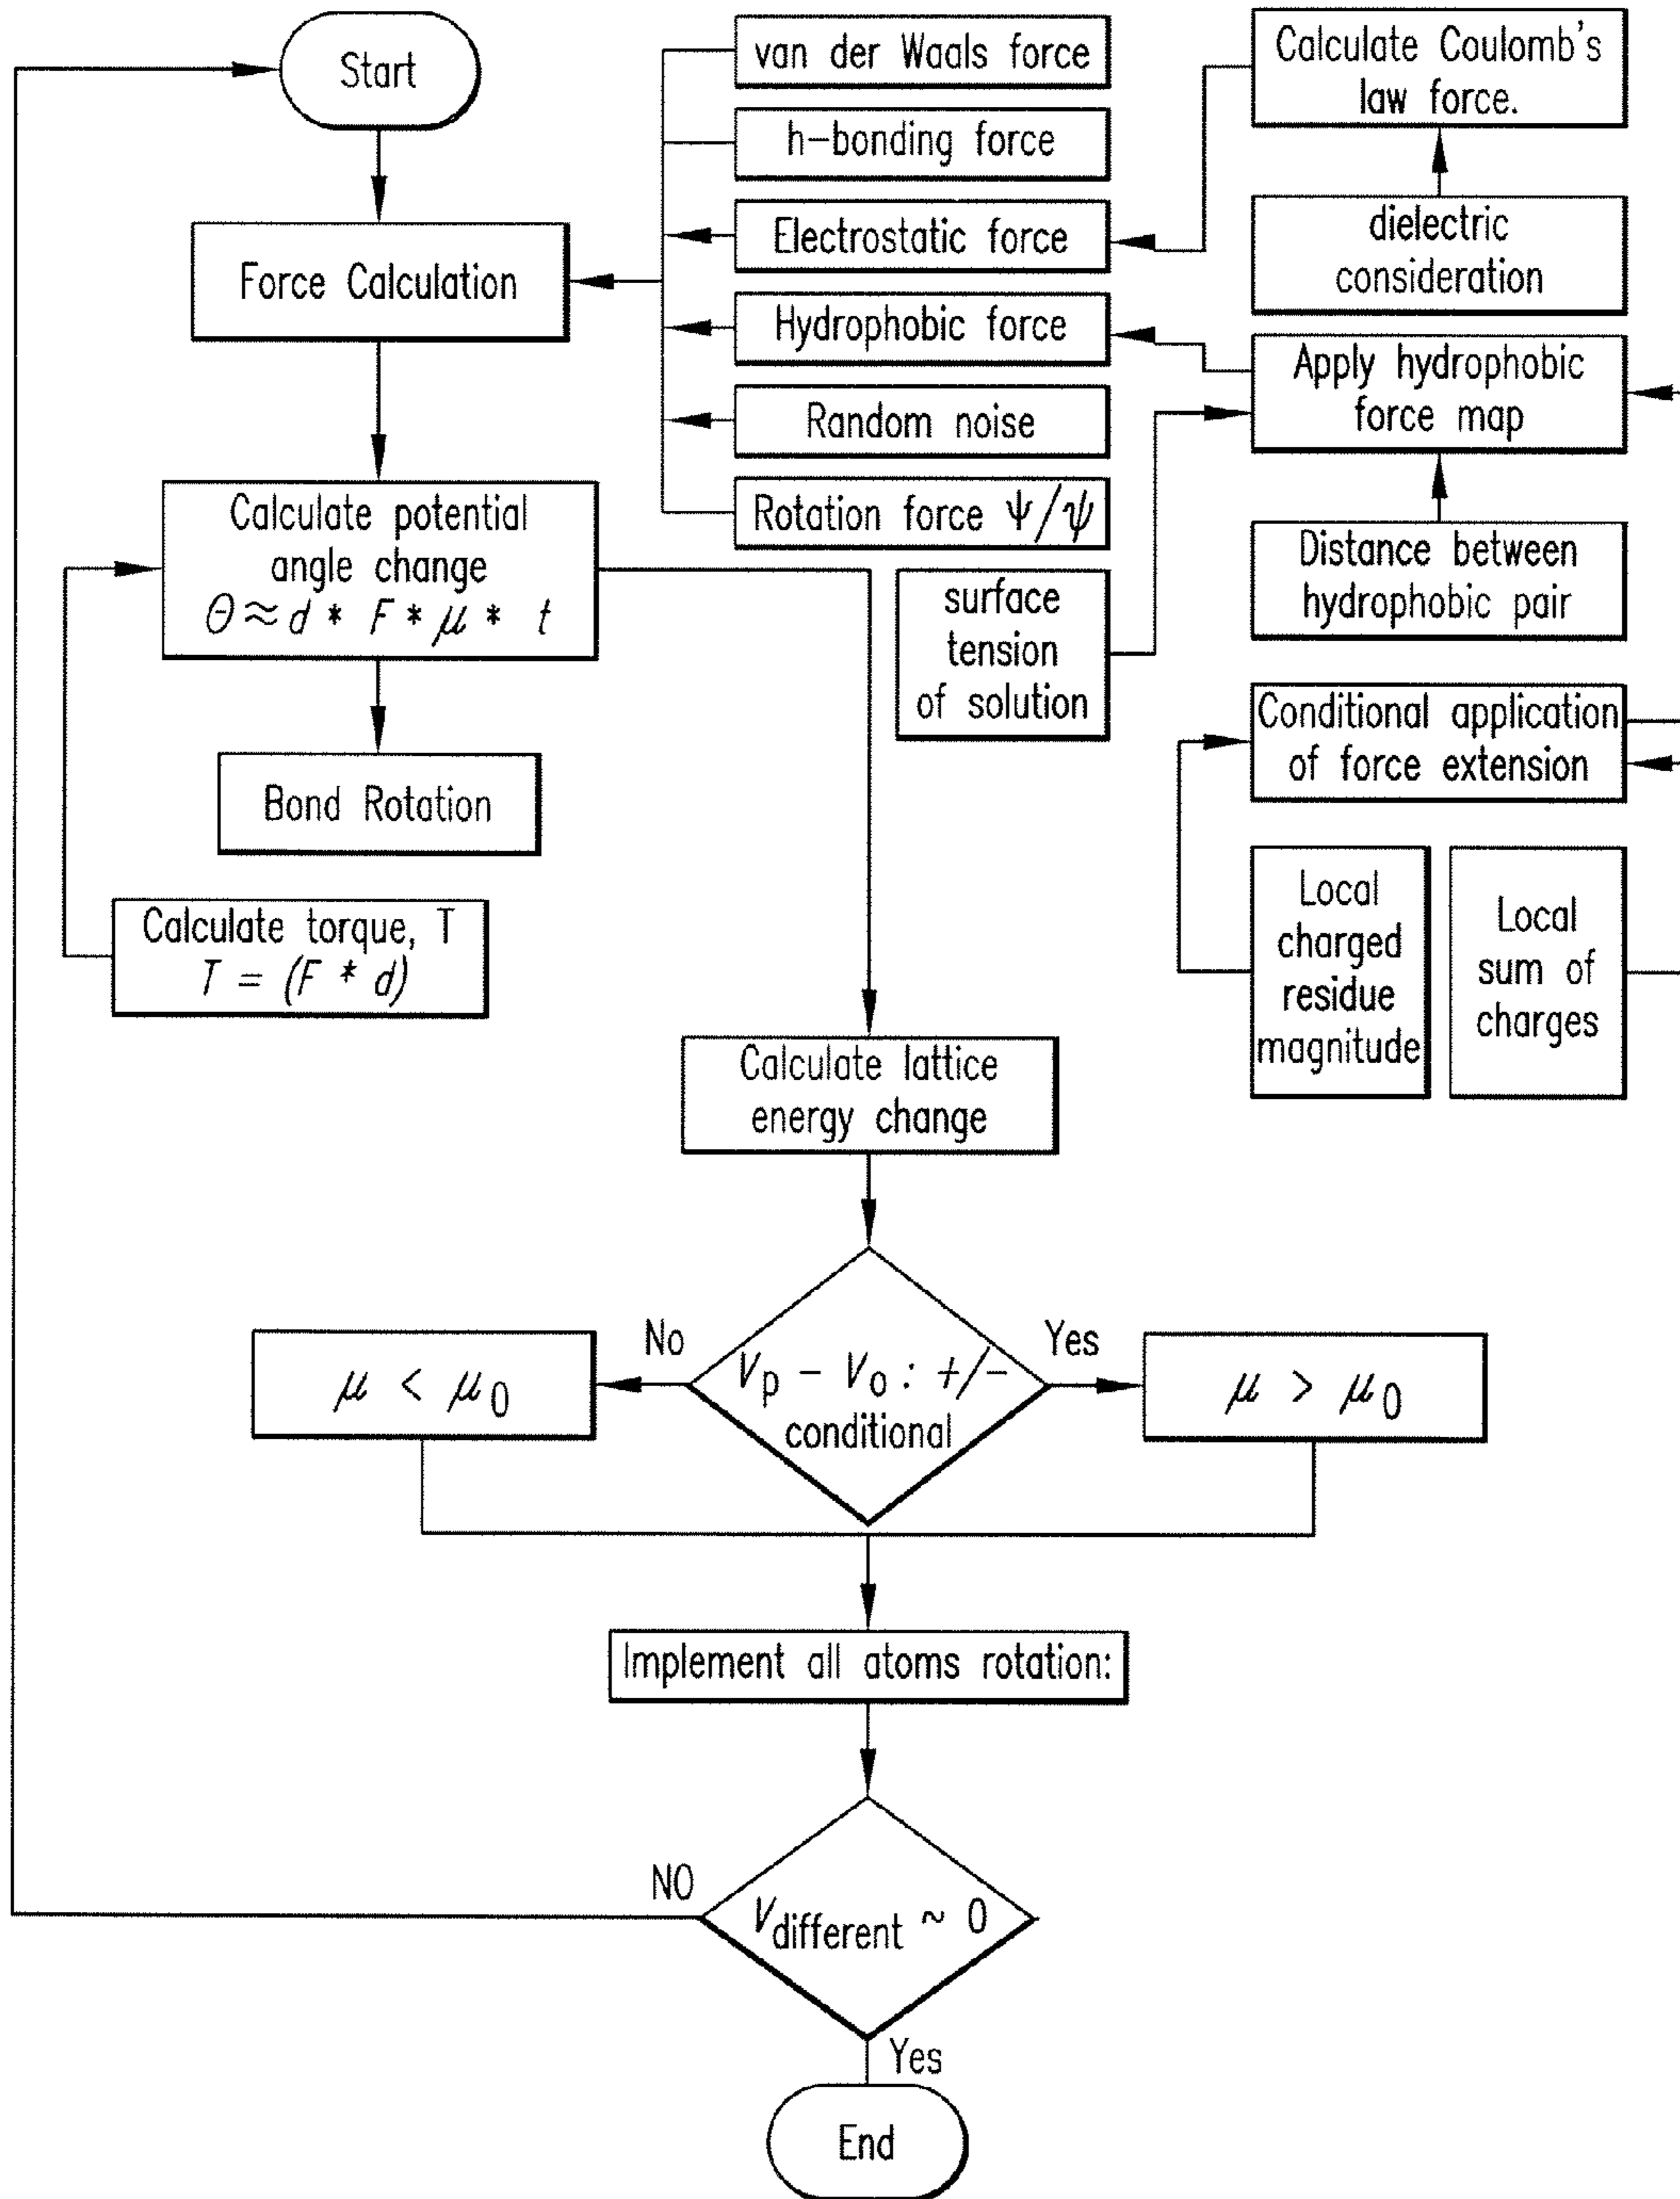 Start
Force Calculation
Calculate potential
angle change
Θ ≈ d * F * μ * t
Bond Rotation
Calculate torque, T
T = (F * d)
van der Waals force
h-bonding force
Electrostatic force
Hydrophobic force
Random noise
Rotation force Ψ/ψ
surface
tension
of solution
Calculate Coulomb's
law force.
dielectric
consideration
Apply hydrophobic
force map
Distance between
hydrophobic pair
Conditional application
of force extension
Local
charged
residue
magnitude
Local
sum of
charges
Calculate lattice
energy change
No
Vp - Vo : +/-
conditional
Yes
μ < μ0
μ > μ0
Implement all atoms rotation:
NO
Vdifferent ~ 0
Yes
End